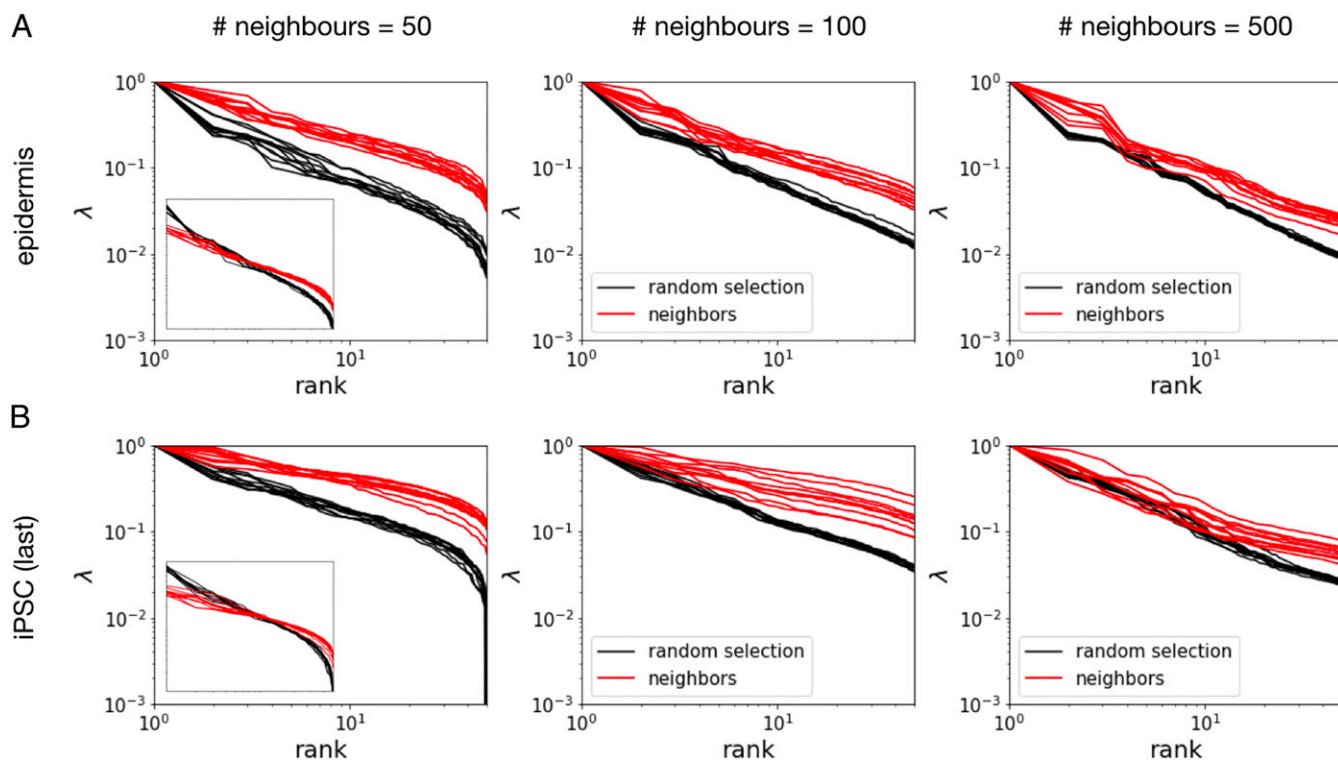 A
# neighbours = 50
# neighbours = 100
# neighbours = 500
epidermis
λ
10⁰
10⁻¹
10⁻²
10⁻³
10⁰
10¹
rank
λ
10⁰
10⁻¹
10⁻²
10⁻³
random selection
neighbors
10⁰
10¹
rank
λ
10⁰
10⁻¹
10⁻²
10⁻³
random selection
neighbors
10⁰
10¹
rank
B
iPSC (last)
λ
10⁰
10⁻¹
10⁻²
10⁻³
10⁰
10¹
rank
λ
10⁰
10⁻¹
10⁻²
10⁻³
random selection
neighbors
10⁰
10¹
rank
λ
10⁰
10⁻¹
10⁻²
10⁻³
random selection
neighbors
10⁰
10¹
rank